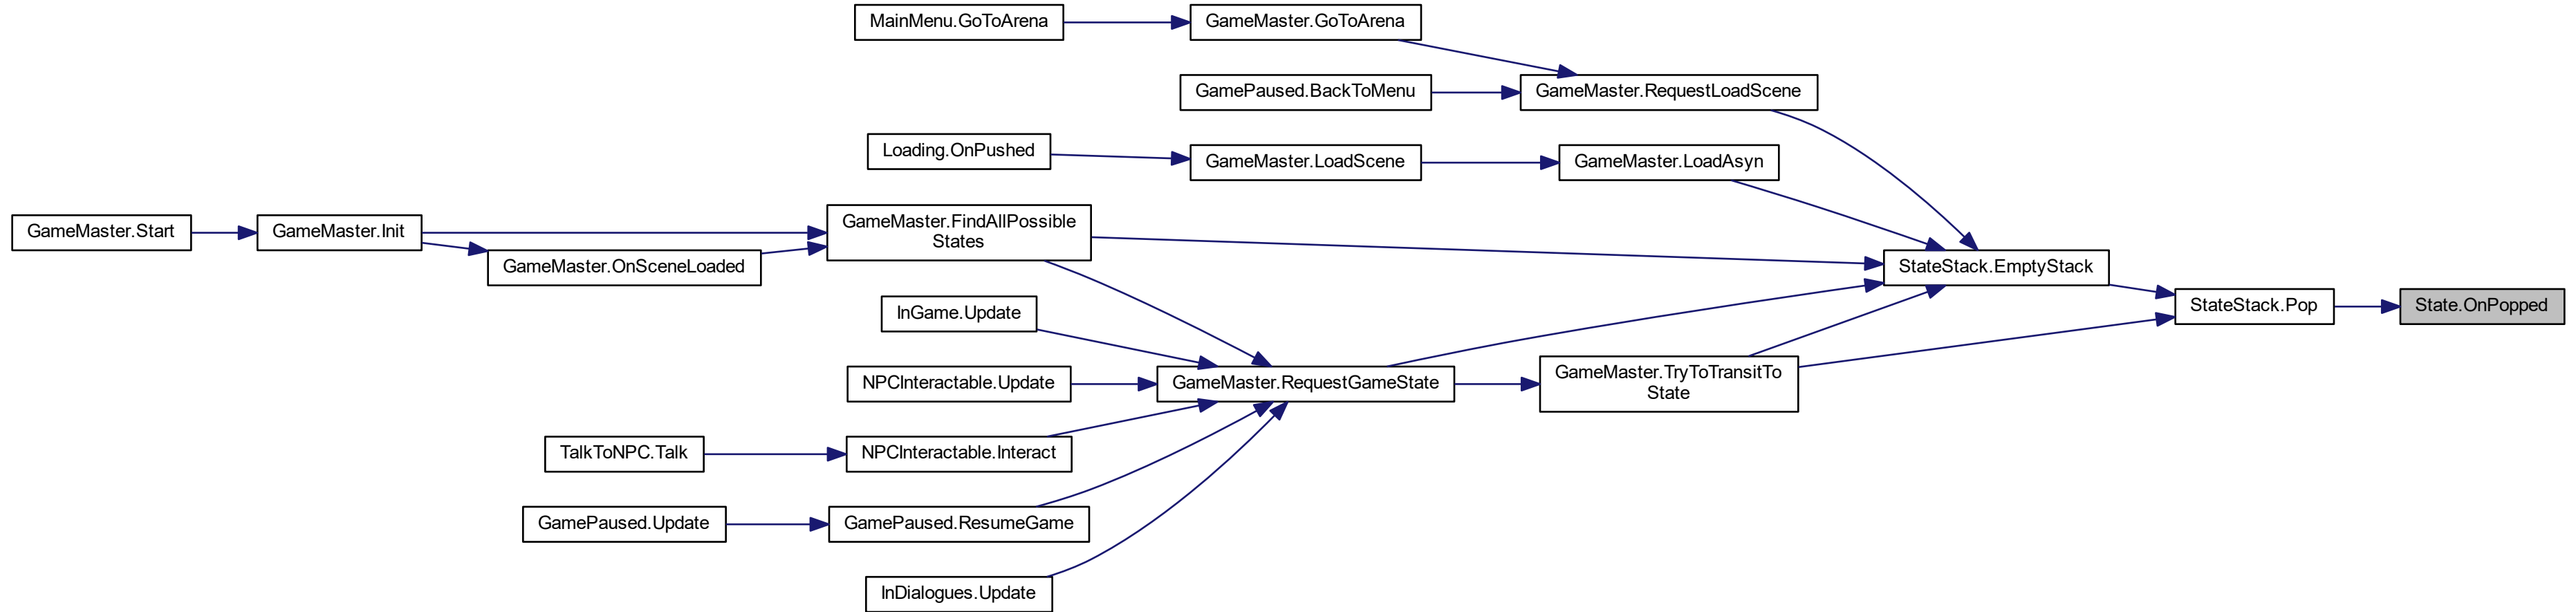 MainMenu.GoToArena
GameMaster.GoToArena
GamePaused.BackToMenu
GameMaster.RequestLoadScene
Loading.OnPushed
GameMaster.LoadScene
GameMaster.LoadAsyn
GameMaster.Start
GameMaster.Init
GameMaster.FindAllPossible
States
GameMaster.OnSceneLoaded
StateStack.EmptyStack
InGame.Update
StateStack.Pop
State.OnPopped
NPCInteractable.Update
GameMaster.RequestGameState
GameMaster.TryToTransitTo
State
TalkToNPC.Talk
NPCInteractable.Interact
GamePaused.Update
GamePaused.ResumeGame
InDialogues.Update